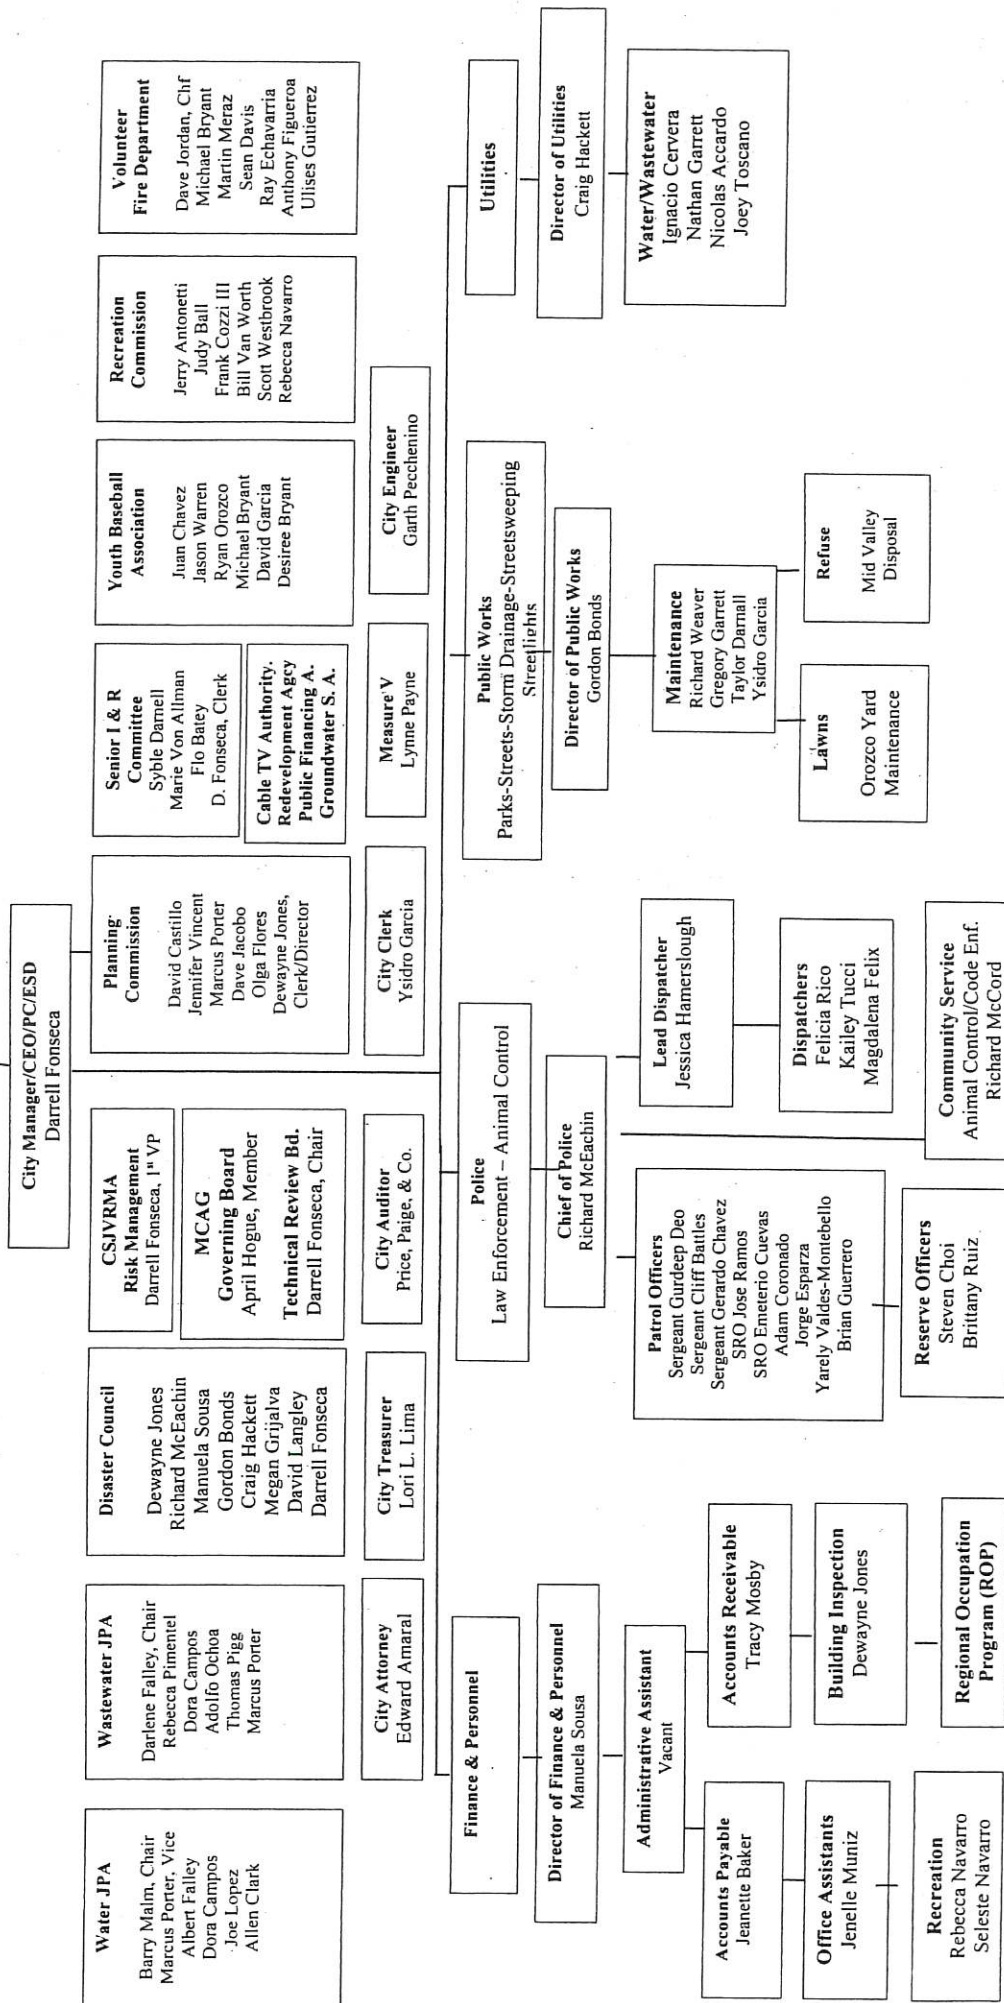 City Manager/CEO/PC/ESD
Darrell Fonseca
Water JPA
Barry Malm, Chair
Marcus Porter, Vice
Albert Falley
Dora Campos
Joe Lopez
Allen Clark
Wastewater JPA
Darlene Falley, Chair
Rebecca Pimentel
Dora Campos
Adolfo Ochoa
Thomas Pigg
Marcus Porter
Disaster Council
Dewayne Jones
Richard McEachin
Manuela Sousa
Gordon Bonds
Craig Hackett
Megan Grijalva
David Langley
Darrell Fonseca
CSJVRMA
Risk Management
Darrell Fonseca, 1st VP
MCAG
Governing Board
April Hogue, Member
Technical Review Bd.
Darrell Fonseca, Chair
Planning
Commission
David Castillo
Jennifer Vincent
Marcus Porter
Dave Jacobo
Olga Flores
Dewayne Jones,
Clerk/Director
Senior I & R
Committee
Syble Darnell
Marie Von Allman
Flo Batey
D. Fonseca, Clerk
Cable TV Authority.
Redevelopment Agcy
Public Financing A.
Groundwater S. A.
Youth Baseball
Association
Juan Chavez
Jason Warren
Ryan Orozco
Michael Bryant
David Garcia
Desiree Bryant
Recreation
Commission
Jerry Antonetti
Judy Ball
Frank Cozzi III
Bill Van Worth
Scott Westbrook
Rebecca Navarro
Volunteer
Fire Department
Dave Jordan, Chf
Michael Bryant
Martin Meraz
Sean Davis
Ray Echavarria
Anthony Figueroa
Ulises Gutierrez
City Attorney
Edward Amaral
City Treasurer
Lori L. Lima
City Auditor
Price, Paige, & Co.
City Clerk
Ysidro Garcia
Measure V
Lynne Payne
City Engineer
Garth Pecchenino
Finance & Personnel
Director of Finance & Personnel
Manuela Sousa
Administrative Assistant
Vacant
Accounts Payable
Jeanette Baker
Accounts Receivable
Tracy Mosby
Office Assistants
Jenelle Muniz
Building Inspection
Dewayne Jones
Recreation
Rebecca Navarro
Seleste Navarro
Regional Occupation
Program (ROP)
Police
Law Enforcement – Animal Control
Chief of Police
Richard McEachin
Patrol Officers
Sergeant Gurdeep Deo
Sergeant Cliff Battles
Sergeant Gerardo Chavez
SRO Jose Ramos
SRO Emeterio Cuevas
Adam Coronado
Jorge Esparza
Yarely Valdes-Montebello
Brian Guerrero
Reserve Officers
Steven Choi
Brittany Ruiz
Lead Dispatcher
Jessica Hamerslough
Dispatchers
Felicia Rico
Kailey Tucci
Magdalena Felix
Community Service
Animal Control/Code Enf.
Richard McCord
Public Works
Parks-Streets-Storm Drainage-Streetsweeping
Streetlights
Director of Public Works
Gordon Bonds
Maintenance
Richard Weaver
Gregory Garrett
Taylor Darnall
Ysidro Garcia
Lawns
Orozco Yard
Maintenance
Refuse
Mid Valley
Disposal
Utilities
Director of Utilities
Craig Hackett
Water/Wastewater
Ignacio Cervera
Nathan Garrett
Nicolas Accardo
Joey Toscano